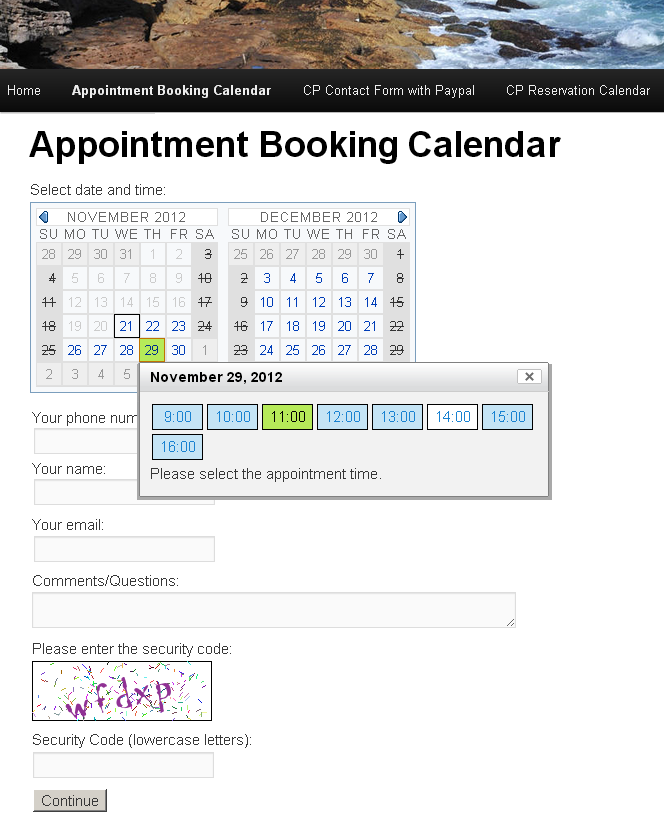 Home Appointment Booking Calendar CP Contact Form with Paypal CP Reservation Calendar
Appointment Booking Calendar
Select date and time:
NOVEMBER 2012 DECEMBER 2012
SU MO TU WE TH FR SA SU MO TU WE TH FR SA
28 29 30 31 1 2 3 25 26 27 28 29 30 1
4 5 6 7 8 9 10 2 3 4 5 6 7 8
11 12 13 14 15 16 17 9 10 11 12 13 14 15
18 19 20 21 22 23 24 16 17 18 19 20 21 22
25 26 27 28 29 30 1 23 24 25 26 27 28 29
2 3 4 5
November 29, 2012
9:00 10:00 11:00 12:00 13:00 14:00 15:00
16:00
Please select the appointment time.
Your phone num
Your name:
Your email:
Comments/Questions:
Please enter the security code:
wfdxp
Security Code (lowercase letters):
Continue